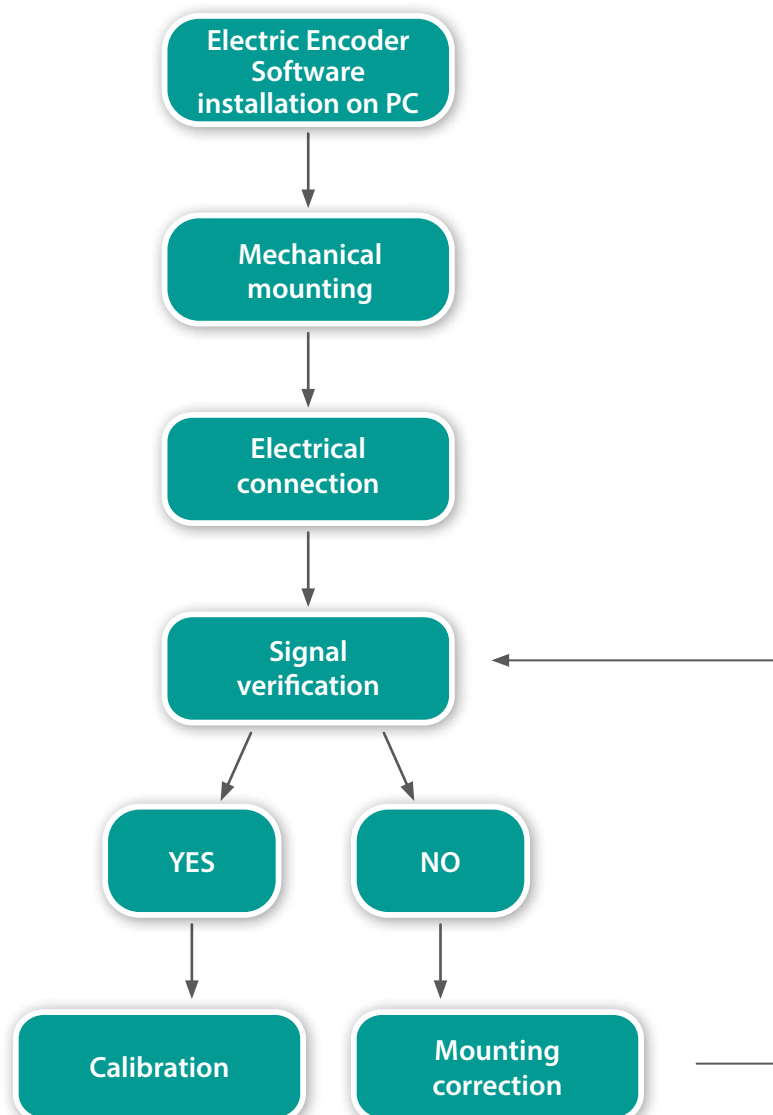 Electric Encoder
Software
installation on PC
Mechanical
mounting
Electrical
connection
Signal
verification
YES
NO
Calibration
Mounting
correction